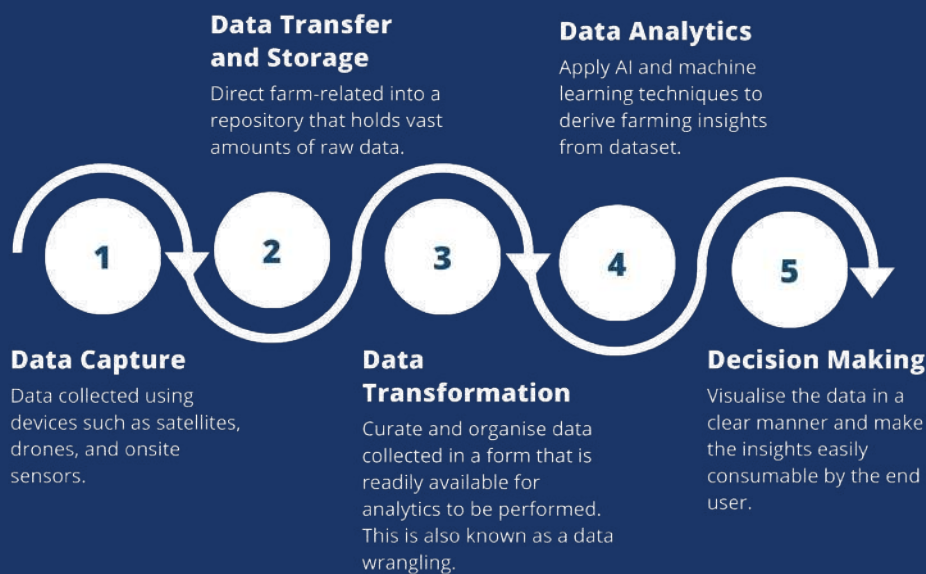 1
Data Capture
Data collected using
devices such as satellites,
drones, and onsite
sensors.
Data Transfer
and Storage
Direct farm-related into a
repository that holds vast
amounts of raw data.
2
3
Data
Transformation
Curate and organise data
collected in a form that is
readily available for
analytics to be performed.
This is also known as a data
wrangling.
Data Analytics
Apply AI and machine
learning techniques to
derive farming insights
from dataset.
4
5
Decision Making
Visualise the data in a
clear manner and make
the insights easily
consumable by the end
user.